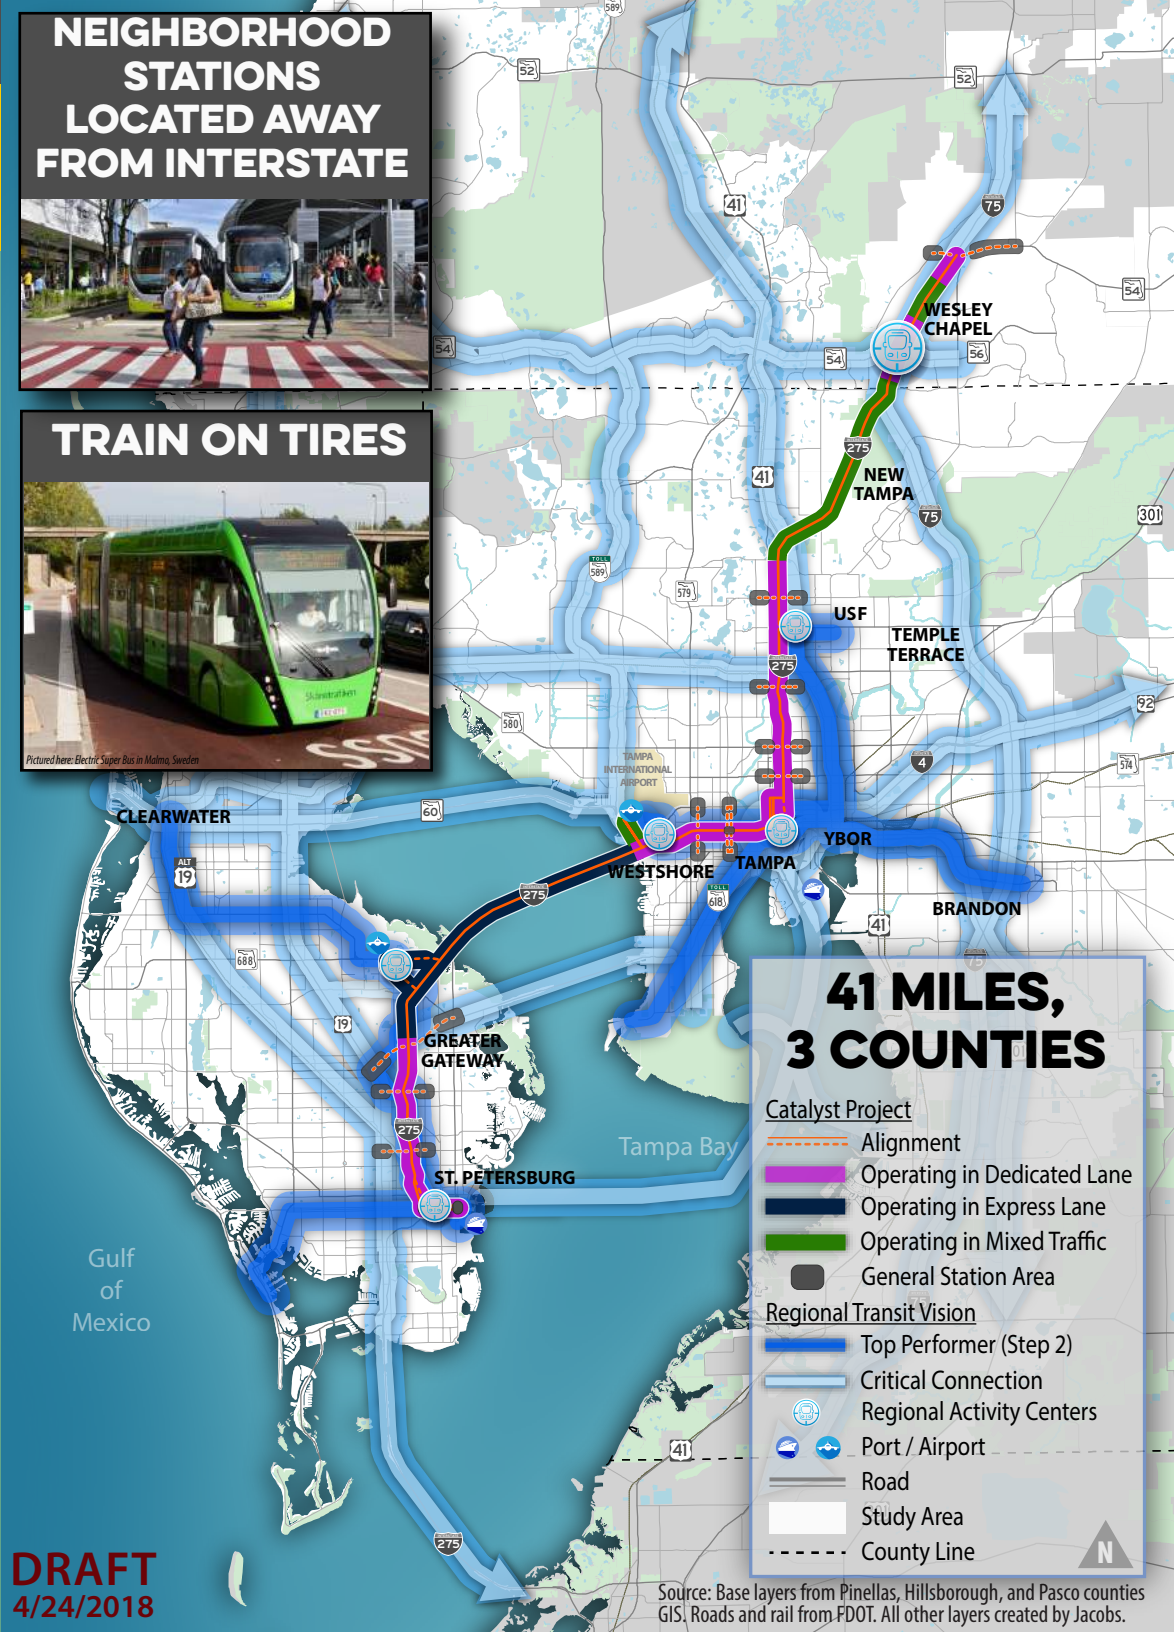 NEIGHBORHOOD
STATIONS
LOCATED AWAY
FROM INTERSTATE
TRAIN ON TIRES
Pictured here: Electric Super Bus in Malmo, Sweden
589
52
52
41
75
54
WESLEY
CHAPEL
54
54
56
275
NEW
TAMPA
41
75
301
TOLL
589
579
USF
TEMPLE
TERRACE
275
92
580
4
574
TAMPA
INTERNATIONAL
AIRPORT
60
CLEARWATER
YBOR
TAMPA
WESTSHORE
ALT
19
275
TOLL
618
BRANDON
41
688
75
19
GREATER
GATEWAY
275
Tampa Bay
ST. PETERSBURG
Gulf
of
Mexico
41
275
41 MILES,
3 COUNTIES
Catalyst Project
Alignment
Operating in Dedicated Lane
Operating in Express Lane
Operating in Mixed Traffic
General Station Area
Regional Transit Vision
Top Performer (Step 2)
Critical Connection
Regional Activity Centers
Port / Airport
Road
Study Area
County Line
N
DRAFT
4/24/2018
Source: Base layers from Pinellas, Hillsborough, and Pasco counties
GIS. Roads and rail from FDOT. All other layers created by Jacobs.